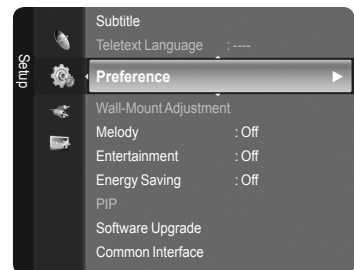 Setup
Subtitle
Teletext Language : ----
Preference
Wall-Mount Adjustment
Melody : Off
Entertainment : Off
Energy Saving : Off
PIP
Software Upgrade
Common Interface